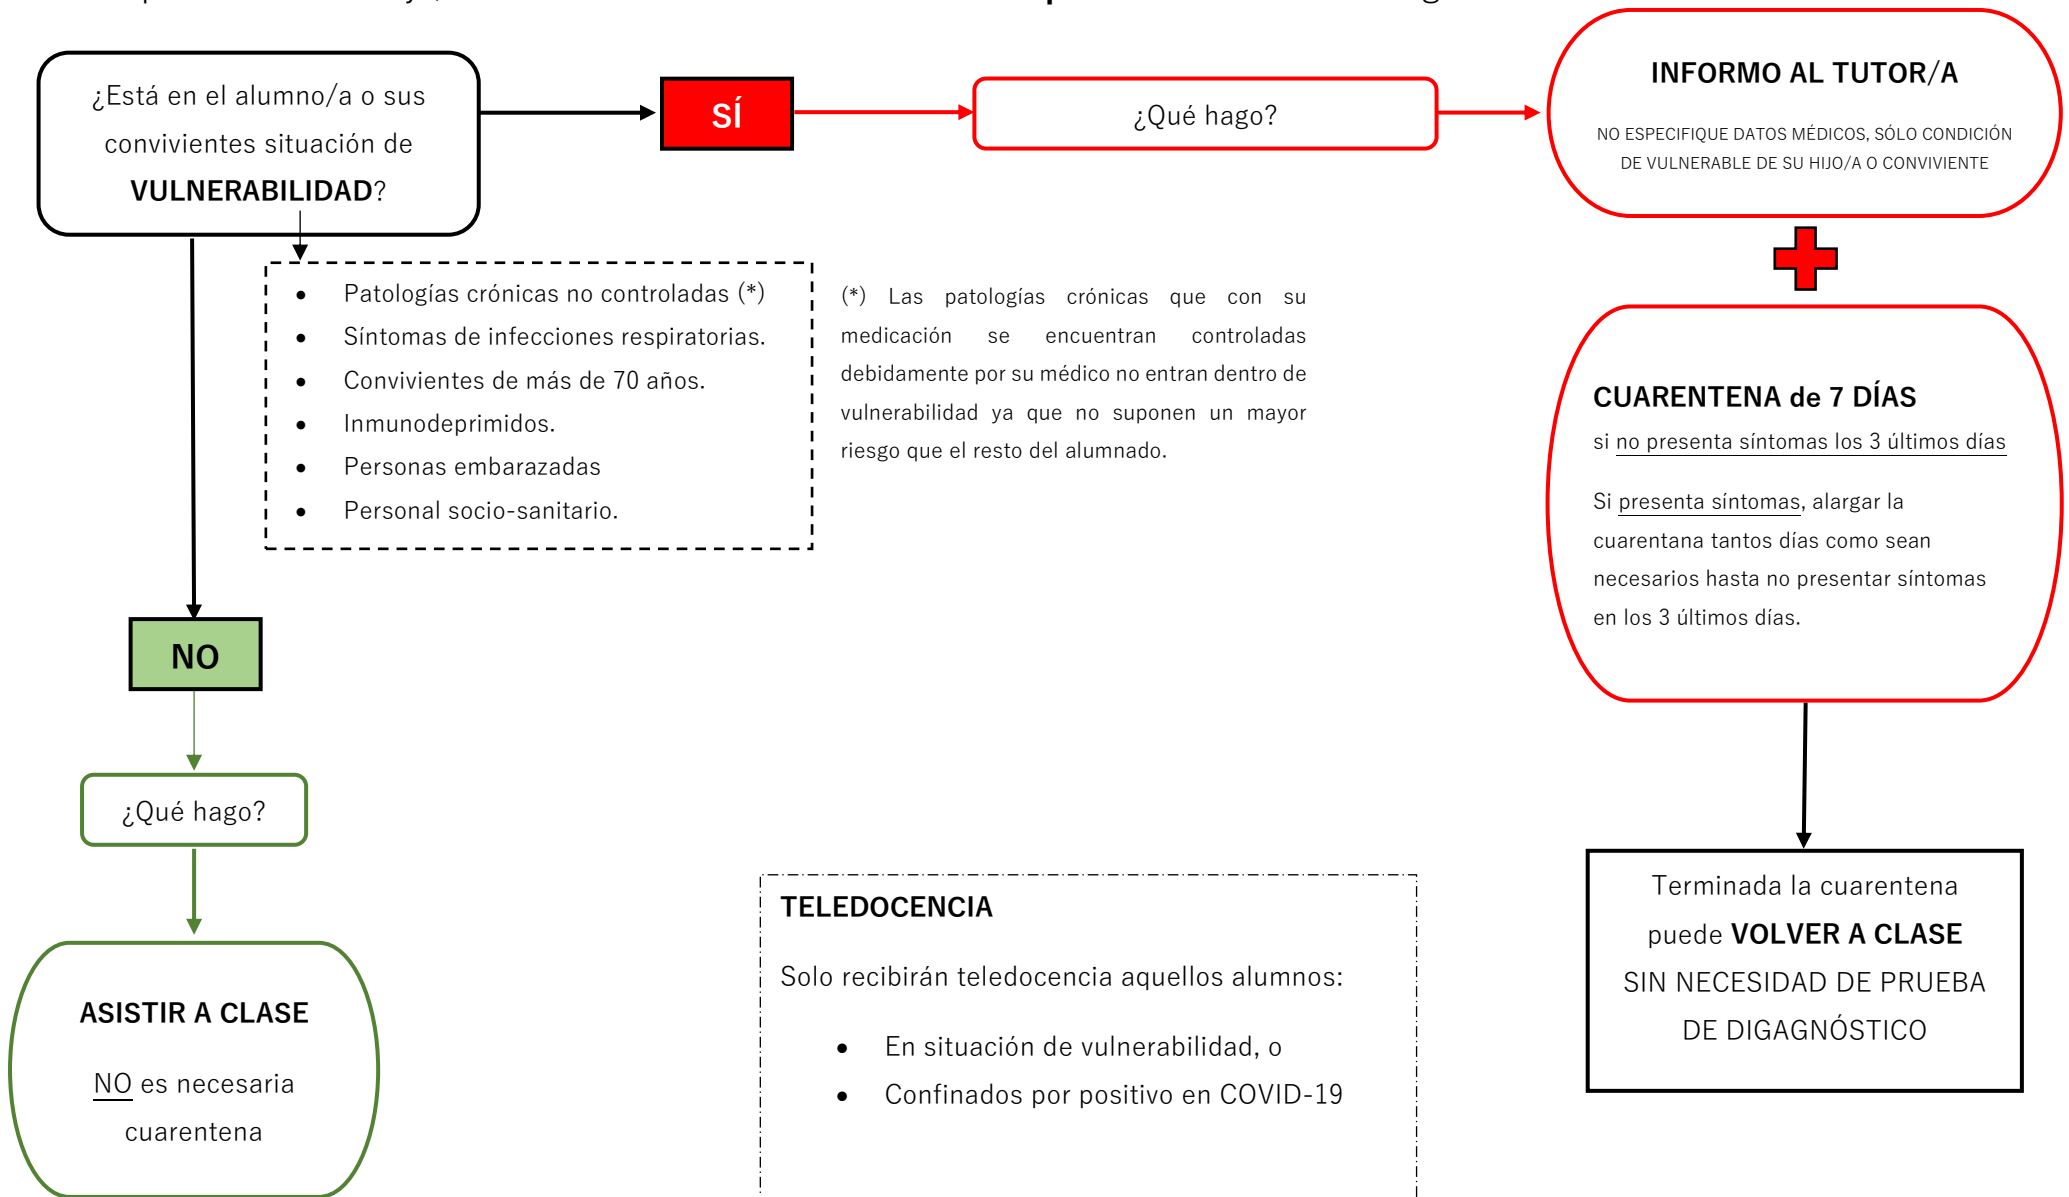 ¿Está en el alumno/a o sus
convivientes situación de
VULNERABILIDAD?
SÍ
¿Qué hago?
INFORMO AL TUTOR/A
NO ESPECIFIQUE DATOS MÉDICOS, SÓLO CONDICIÓN
DE VULNERABLE DE SU HIJO/A O CONVIVIENTE
• Patologías crónicas no controladas (*)
• Síntomas de infecciones respiratorias.
• Convivientes de más de 70 años.
• Inmunodeprimidos.
• Personas embarazadas
• Personal socio-sanitario.
(*) Las patologías crónicas que con su
medicación se encuentran controladas
debidamente por su médico no entran dentro de
vulnerabilidad ya que no suponen un mayor
riesgo que el resto del alumnado.
CUARENTENA de 7 DÍAS
si no presenta síntomas los 3 últimos días
Si presenta síntomas, alargar la
cuarentana tantos días como sean
necesarios hasta no presentar síntomas
en los 3 últimos días.
NO
¿Qué hago?
ASISTIR A CLASE
NO es necesaria
cuarentena
TELEDOCENCIA
Solo recibirán teledocencia aquellos alumnos:
• En situación de vulnerabilidad, o
• Confinados por positivo en COVID-19
Terminada la cuarentena
puede VOLVER A CLASE
SIN NECESIDAD DE PRUEBA
DE DIGAGNÓSTICO